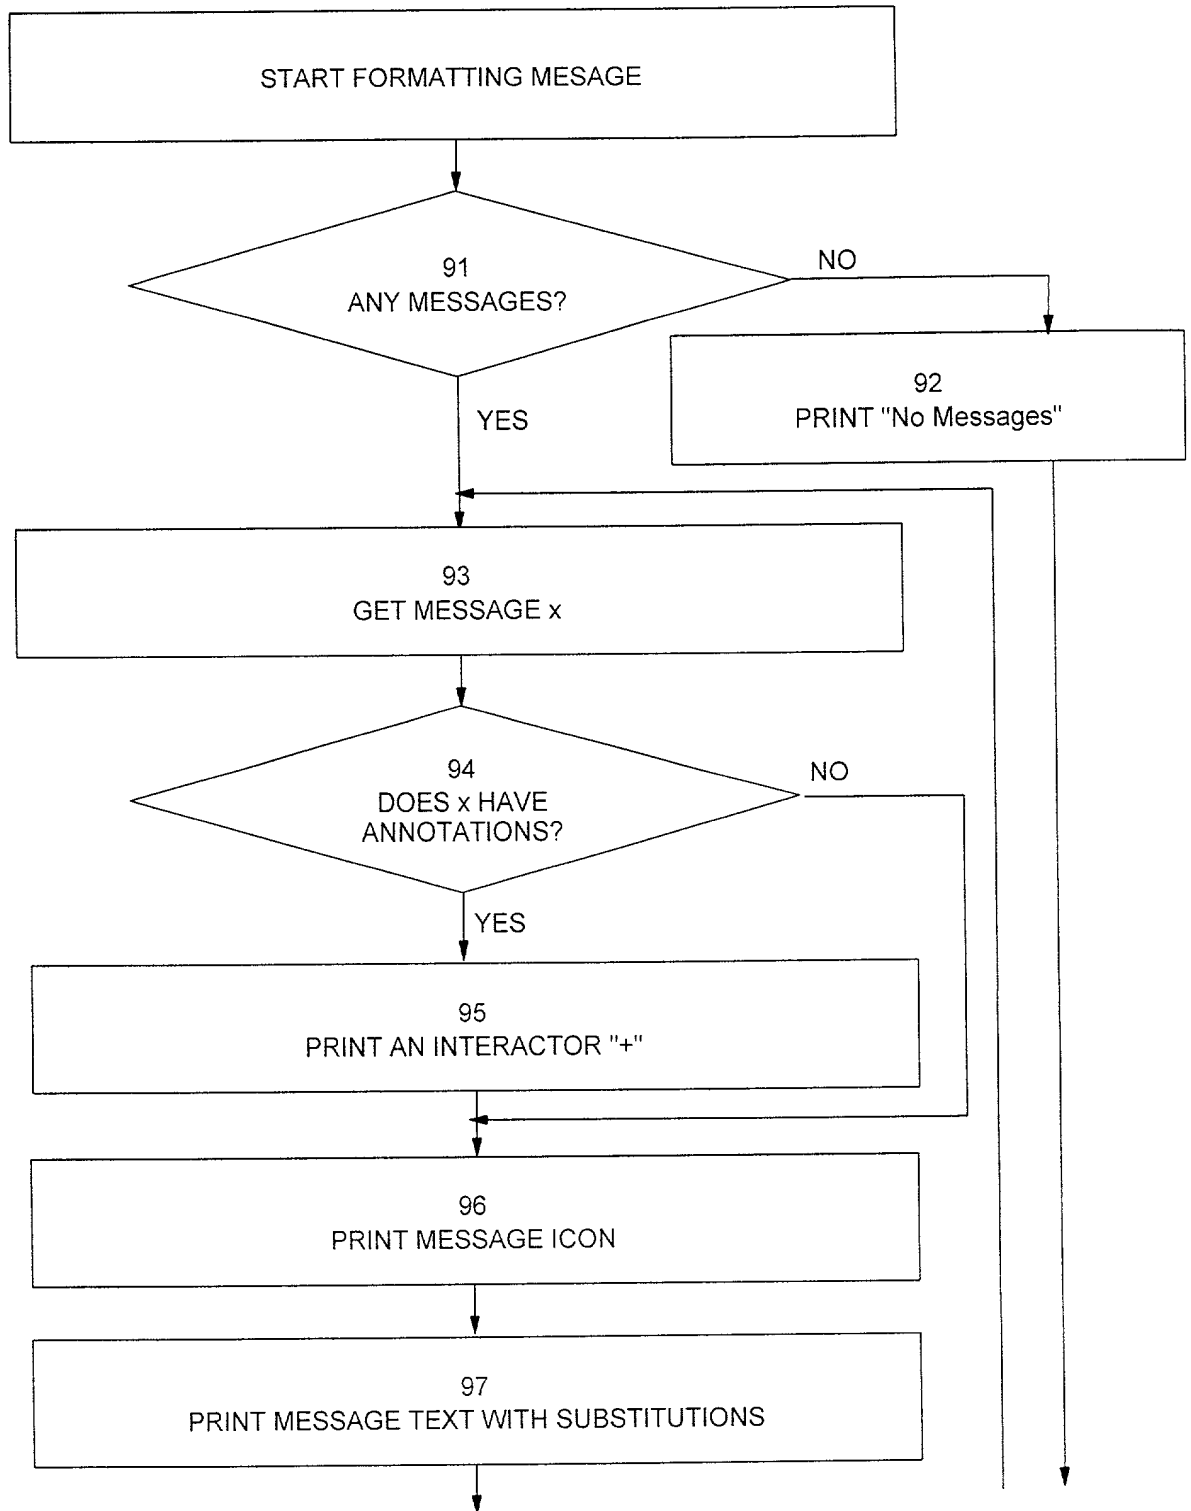 START FORMATTING MESAGE
91
ANY MESSAGES?
NO
92
PRINT "No Messages"
YES
93
GET MESSAGE x
94
DOES x HAVE
ANNOTATIONS?
NO
YES
95
PRINT AN INTERACTOR "+"
96
PRINT MESSAGE ICON
97
PRINT MESSAGE TEXT WITH SUBSTITUTIONS